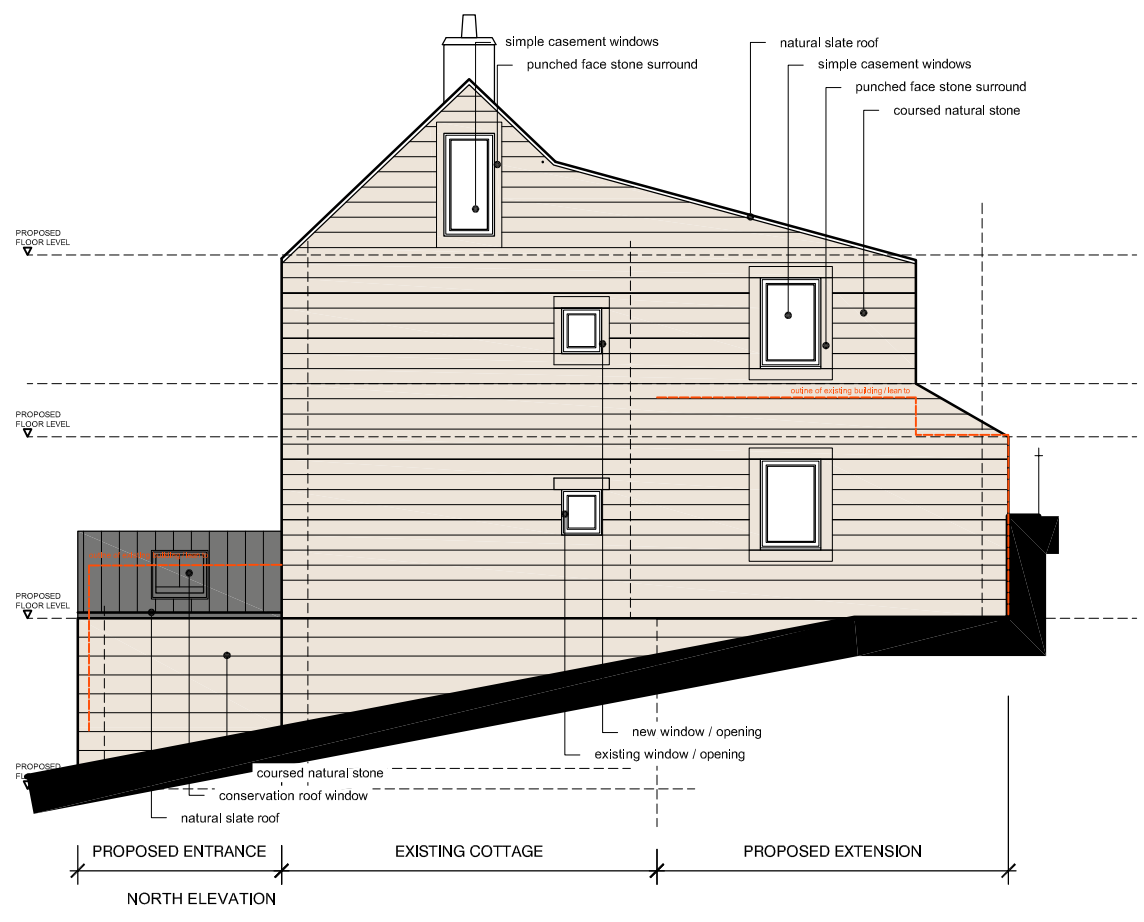 simple casement windows
punched face stone surround
natural slate roof
simple casement windows
punched face stone surround
coursed natural stone
PROPOSED
FLOOR LEVEL
outine of existing building / lean to
PROPOSED
FLOOR LEVEL
PROPOSED
FLOOR LEVEL
new window / opening
existing window / opening
PROPOSED
coursed natural stone
conservation roof window
natural slate roof
PROPOSED ENTRANCE
EXISTING COTTAGE
PROPOSED EXTENSION
NORTH ELEVATION